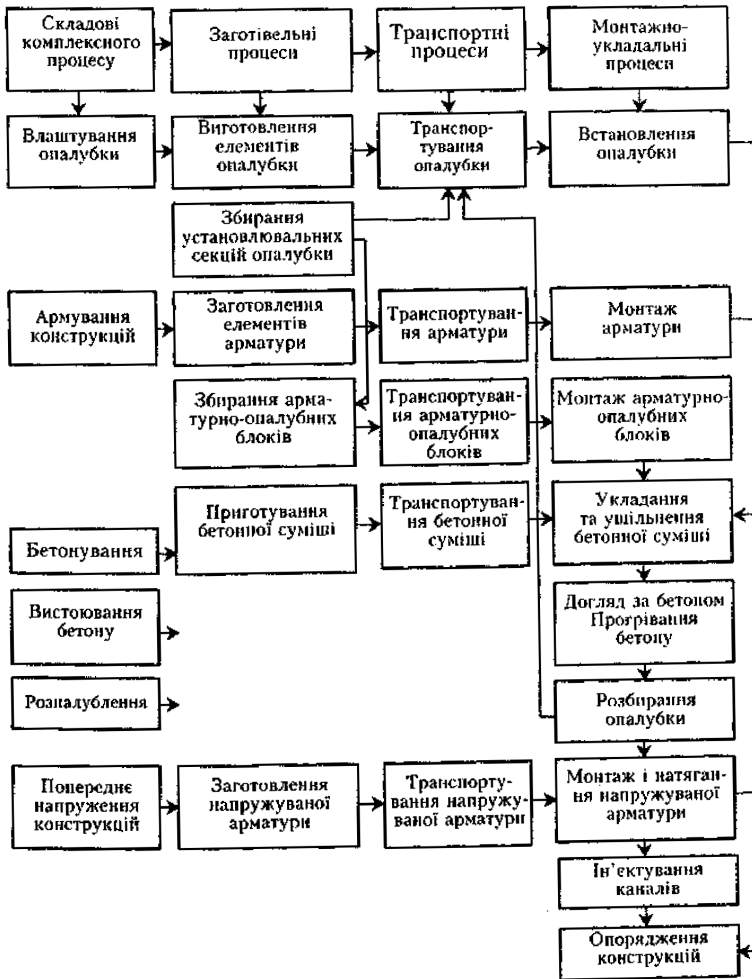 Складові
комплексного
процесу
Заготівельні
процеси
Транспортні
процеси
Монтажно-
укладальні
процеси
Влаштування
опалубки
Виготовлення
елементів
опалубки
Транспор-
тування
опалубки
Встановлення
опалубки
Збирання
установлювальних
секцій опалубки
Армування
конструкцій
Заготовлення
елементів
арматури
Транспортуван-
ня арматури
Монтаж
арматури
Збирання арма-
турно-опалубних
блоків
Транспортуван-
ня арматурно-
опалубних
блоків
Монтаж арматурно-
опалубних
блоків
Бетонування
Приготування
бетонної суміші
Транспортуван-
ня бетонної
суміші
Укладання
та ущільнення
бетонної суміші
Вистоювання
бетону
Догляд за бетоном
Прогрівання
бетону
Розпалублення
Розбирання
опалубки
Попереднє
напруження
конструкцій
Заготовлення
напружуваної
арматури
Транспорту-
вання напружу-
ваної арматури
Монтаж і натяган-
ня напружуваної
арматури
Ін'єктування
каналів
Опорядження
конструкцій